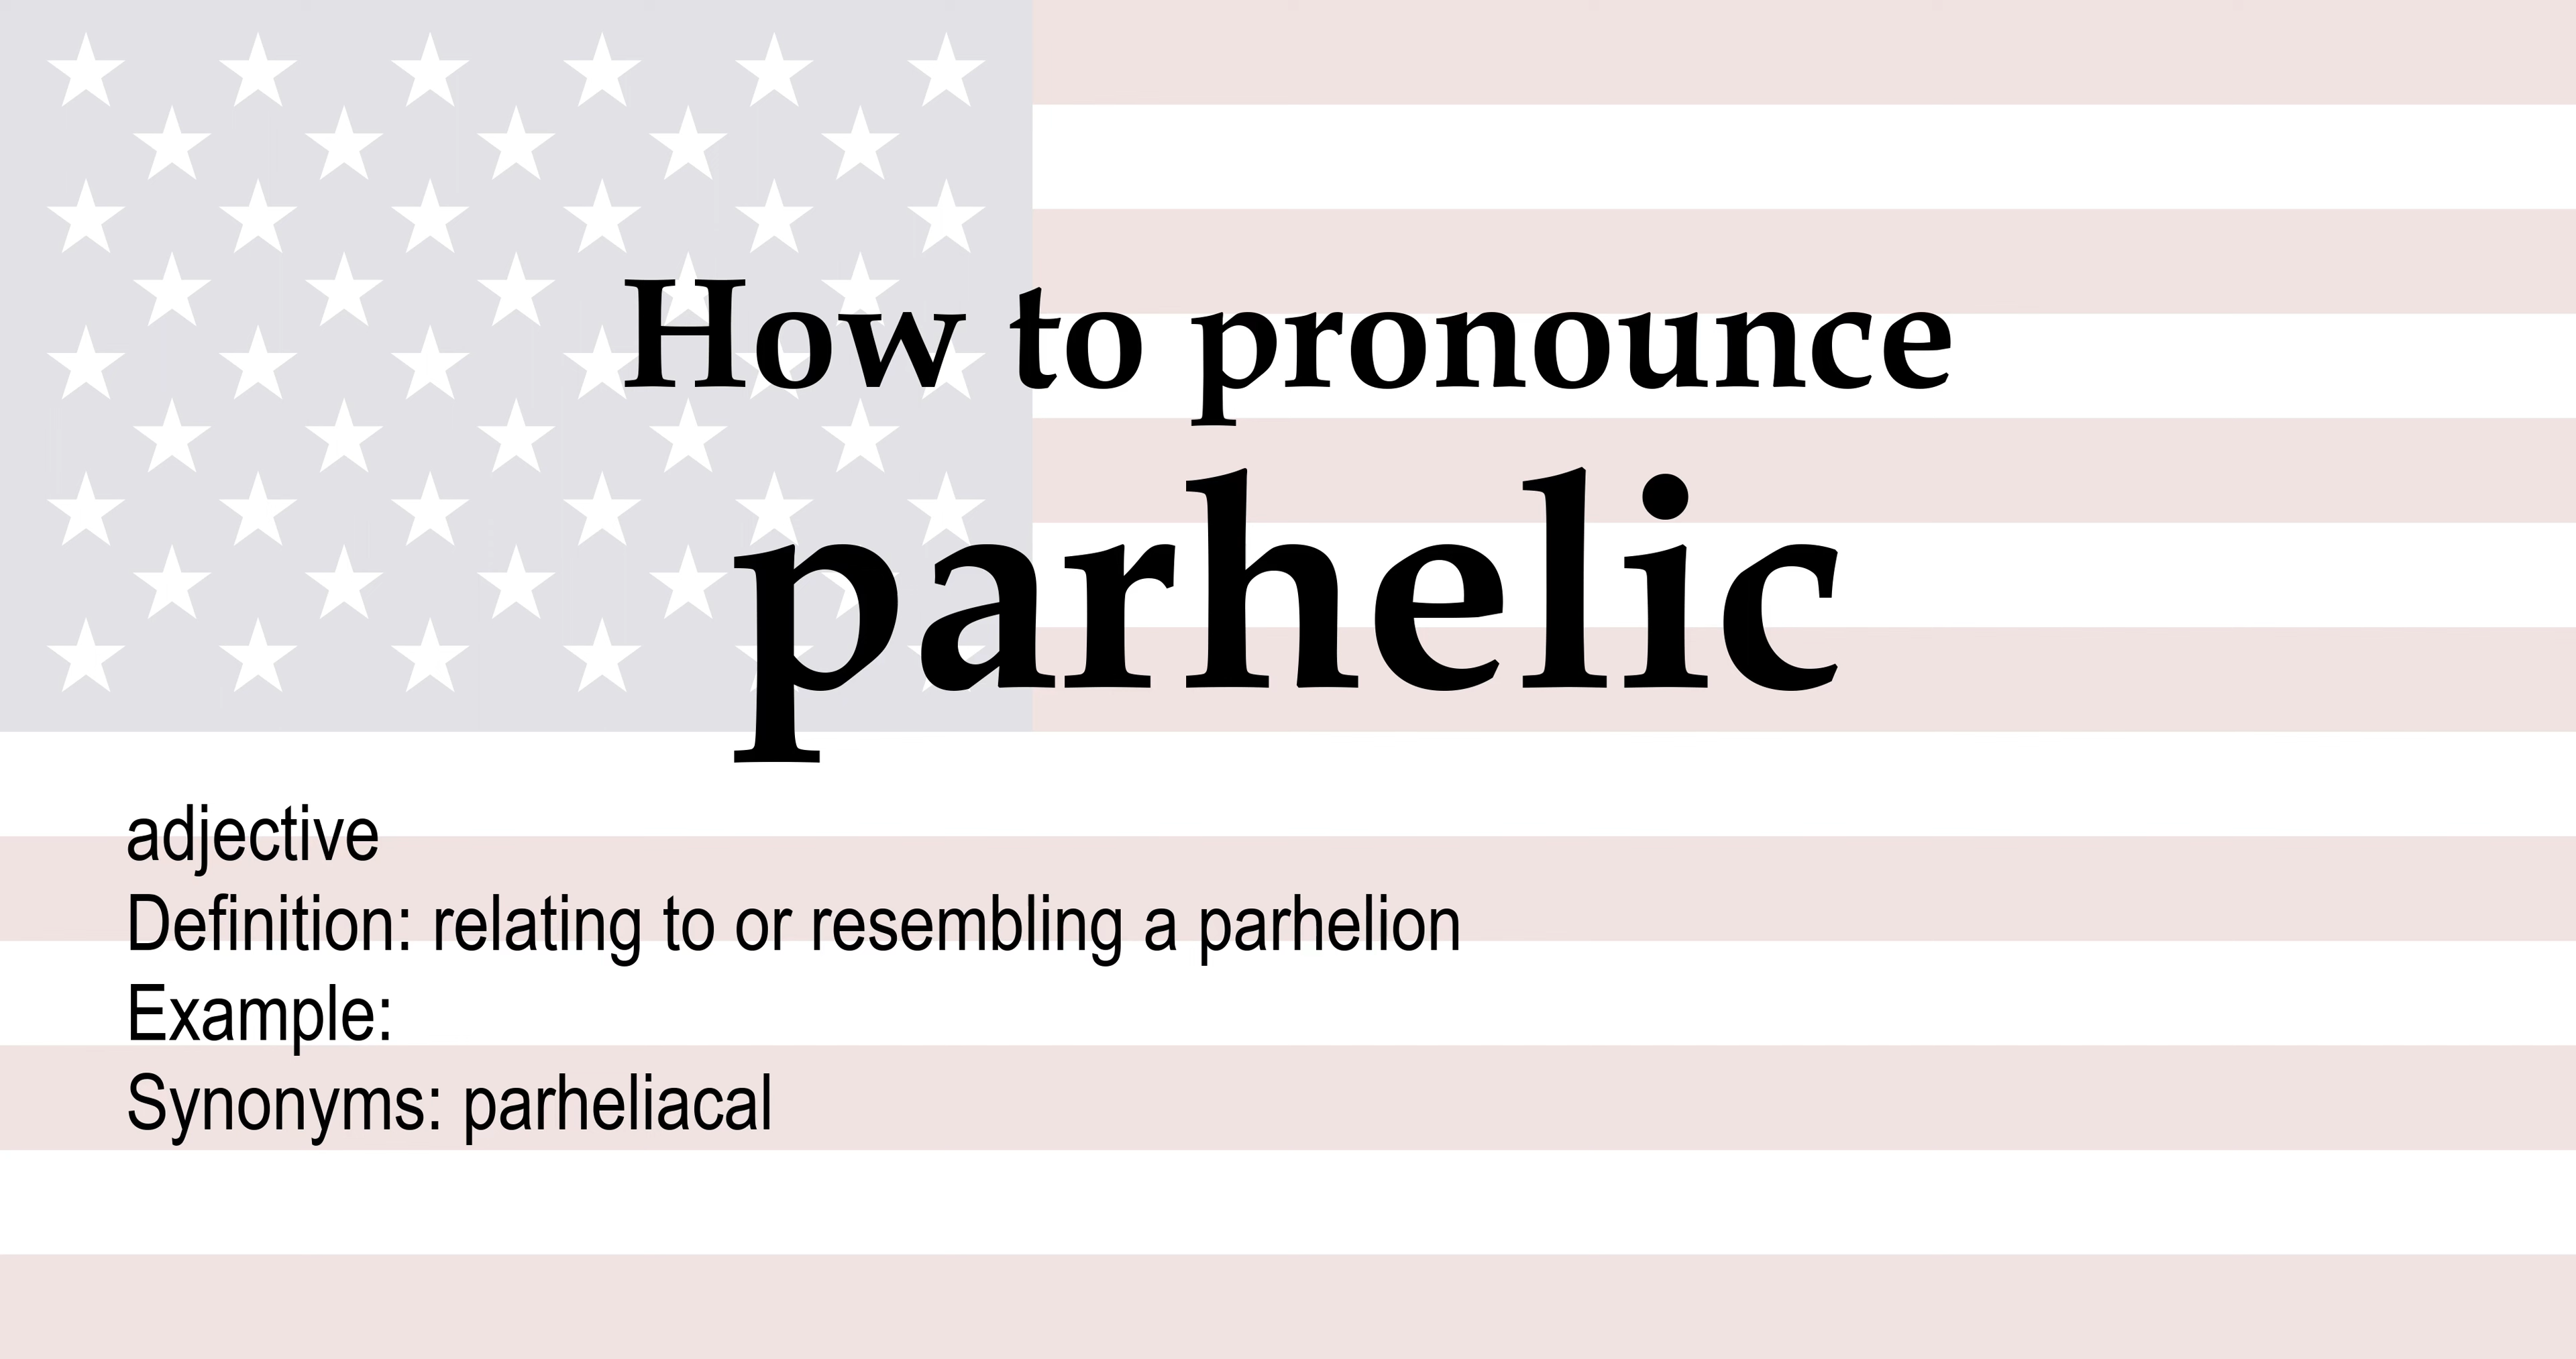 How to pronounce
parhelic
adjective
Definition: relating to or resembling a parhelion
Example:
Synonyms: parheliacal